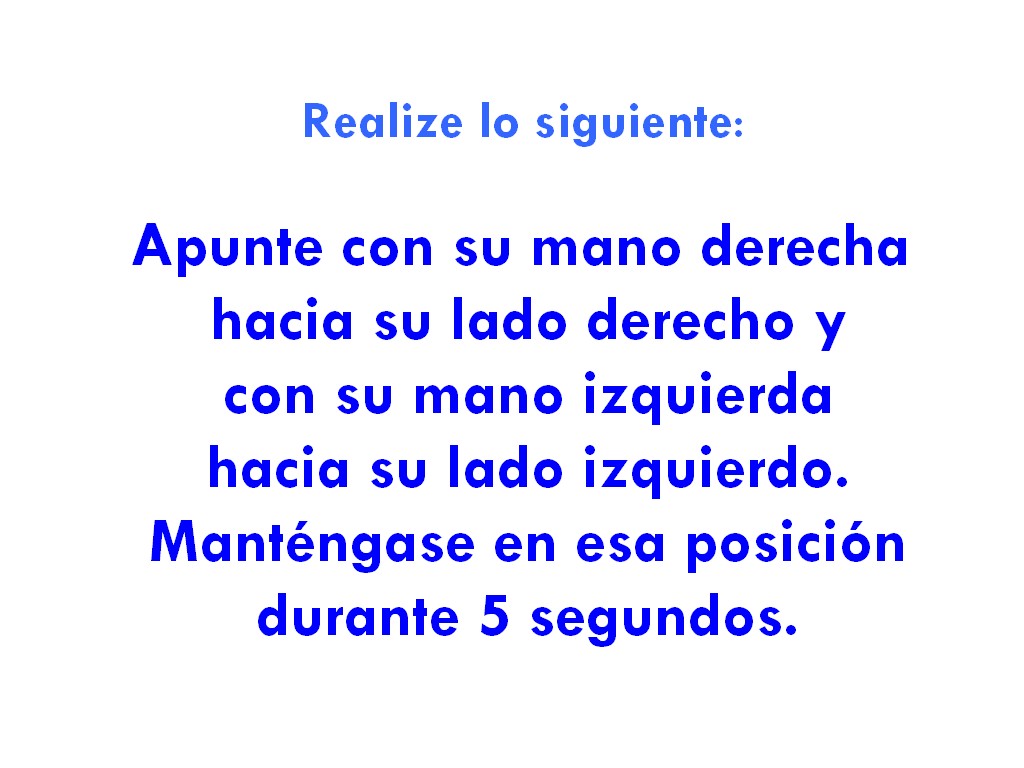 Realize lo siguiente:
Apunte con su mano derecha
hacia su lado derecho y
con su mano izquierda
hacia su lado izquierdo.
Manténgase en esa posición
durante 5 segundos.